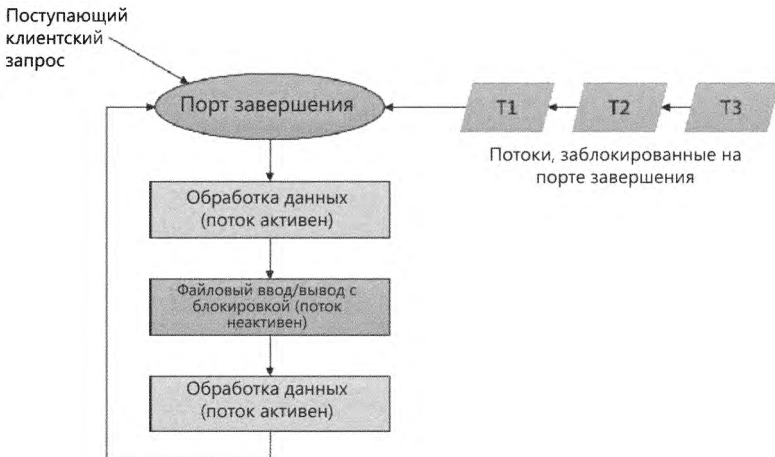 Поступающий
клиентский
запрос
Порт завершения
T1
T2
T3
Потоки, заблокированные на
порте завершения
Обработка данных
(поток активен)
Файловый ввод/вывод с
блокировкой (поток
неактивен)
Обработка данных
(поток активен)